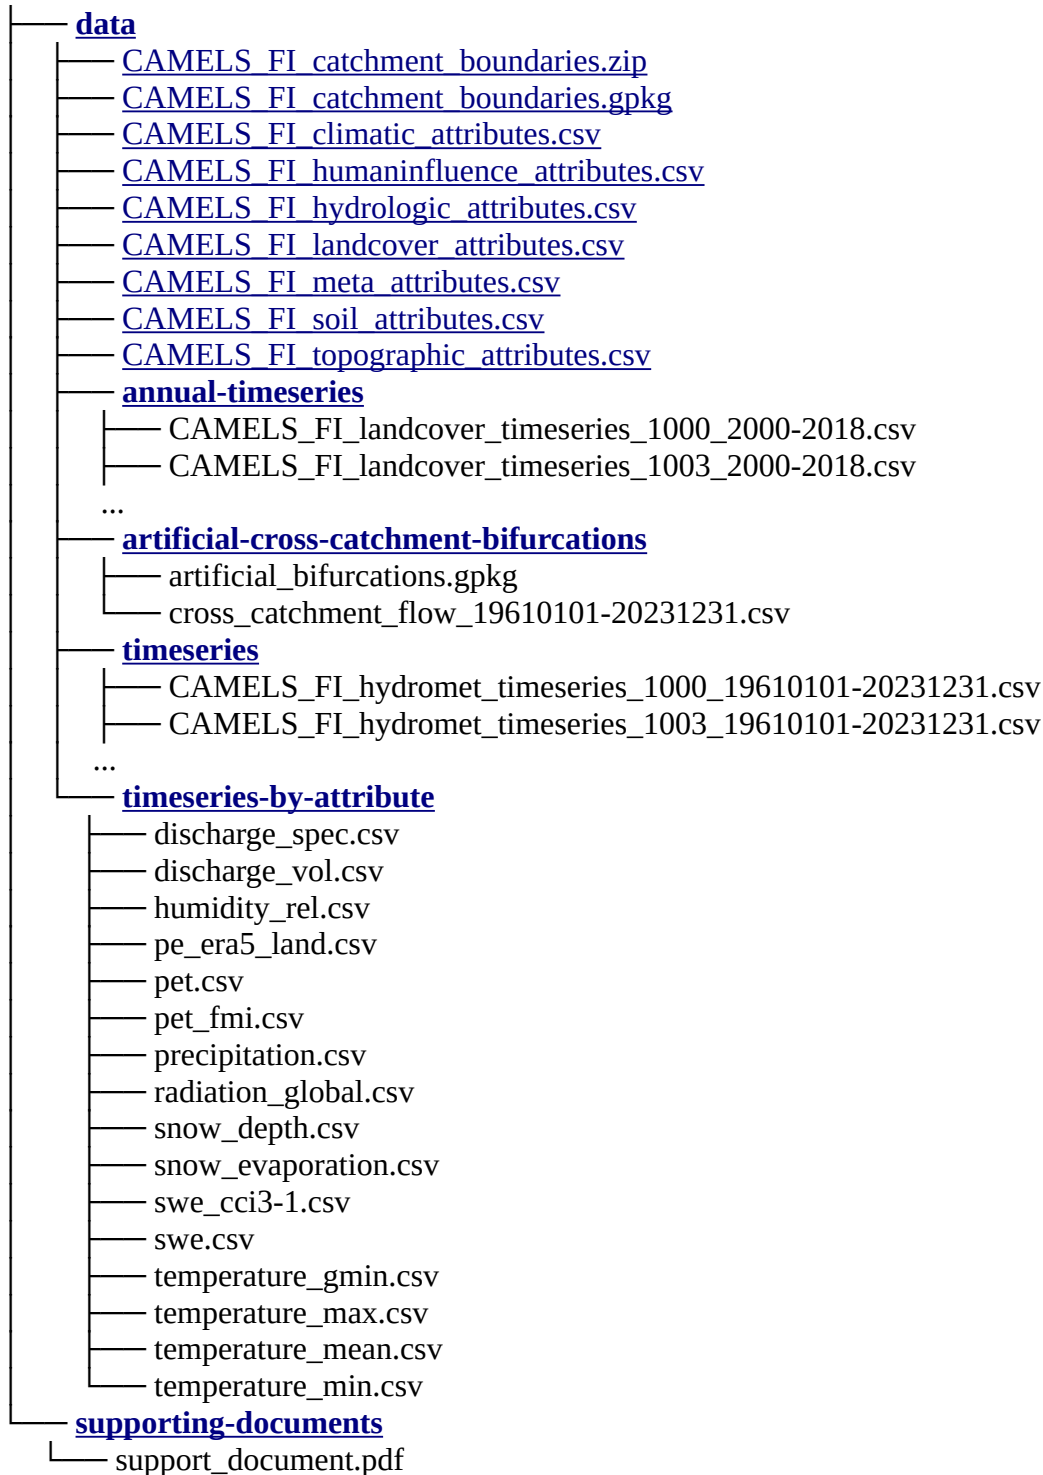 data
CAMELS_FI_catchment_boundaries.zip
CAMELS_FI_catchment_boundaries.gpkg
CAMELS_FI_climatic_attributes.csv
CAMELS_FI_humaninfluence_attributes.csv
CAMELS_FI_hydrologic_attributes.csv
CAMELS_FI_landcover_attributes.csv
CAMELS_FI_meta_attributes.csv
CAMELS_FI_soil_attributes.csv
CAMELS_FI_topographic_attributes.csv
annual-timeseries
CAMELS_FI_landcover_timeseries_1000_2000-2018.csv
CAMELS_FI_landcover_timeseries_1003_2000-2018.csv
...
artificial-cross-catchment-bifurcations
artificial_bifurcations.gpkg
cross_catchment_flow_19610101-20231231.csv
timeseries
CAMELS_FI_hydromet_timeseries_1000_19610101-20231231.csv
CAMELS_FI_hydromet_timeseries_1003_19610101-20231231.csv
...
timeseries-by-attribute
discharge_spec.csv
discharge_vol.csv
humidity_rel.csv
pe_era5_land.csv
pet.csv
pet_fmi.csv
precipitation.csv
radiation_global.csv
snow_depth.csv
snow_evaporation.csv
swe_cci3-1.csv
swe.csv
temperature_gmin.csv
temperature_max.csv
temperature_mean.csv
temperature_min.csv
supporting-documents
support_document.pdf